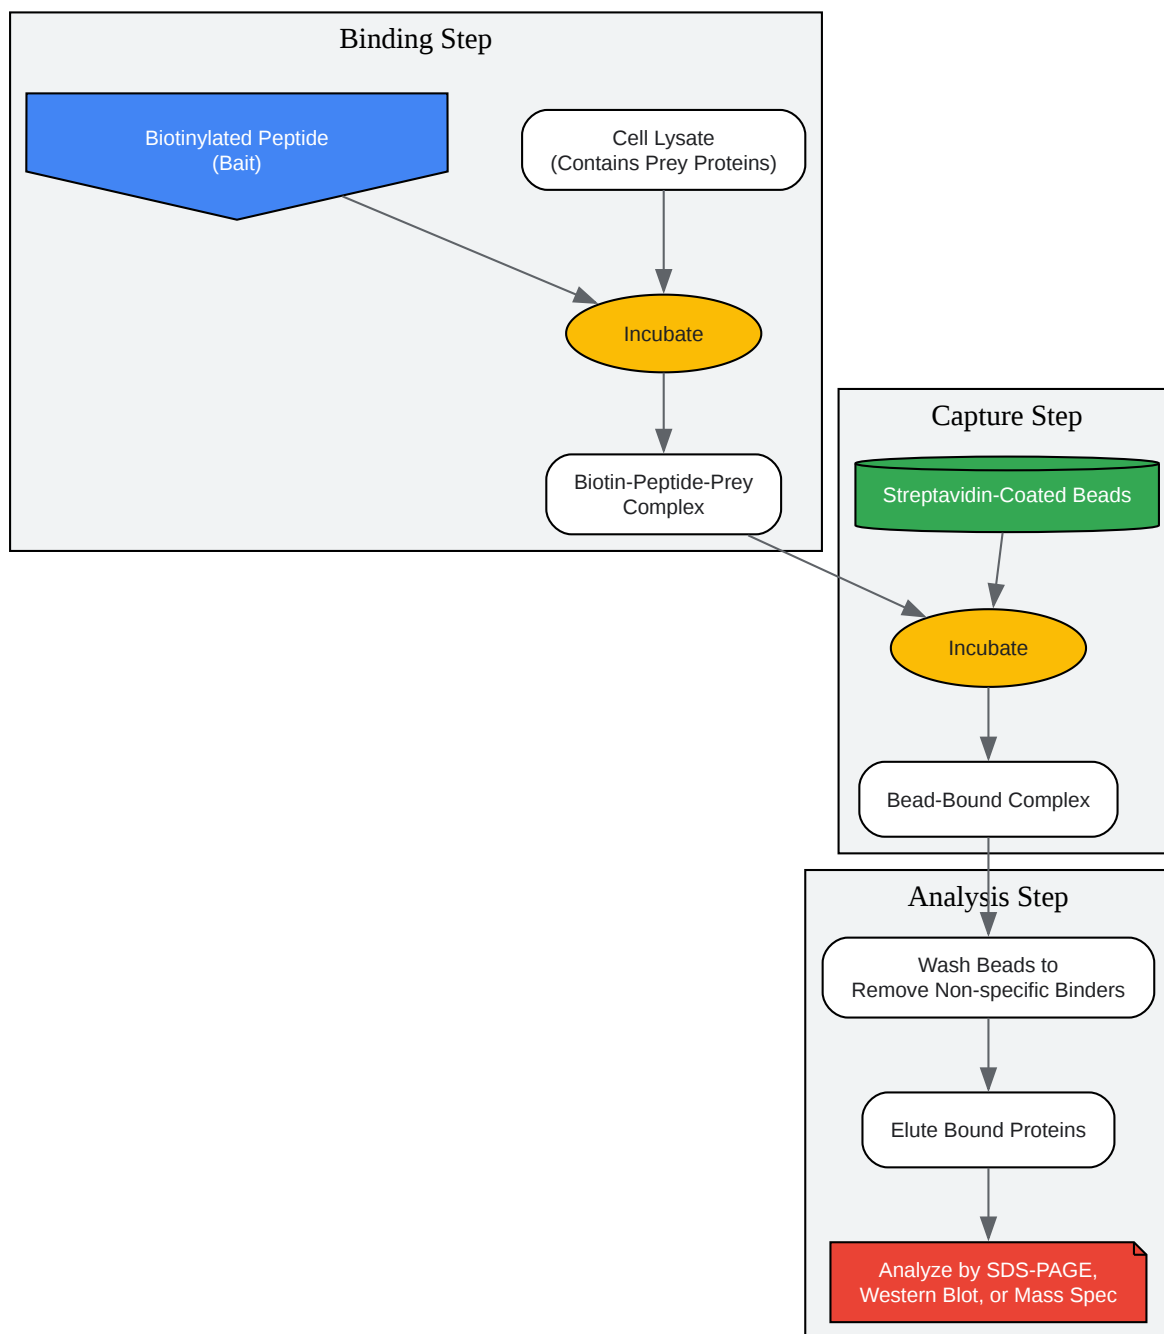 Binding Step
Biotinylated Peptide
(Bait)
Cell Lysate
(Contains Prey Proteins)
Incubate
Biotin-Peptide-Prey
Complex
Capture Step
Streptavidin-Coated Beads
Incubate
Bead-Bound Complex
Analysis Step
Wash Beads to
Remove Non-specific Binders
Elute Bound Proteins
Analyze by SDS-PAGE,
Western Blot, or Mass Spec